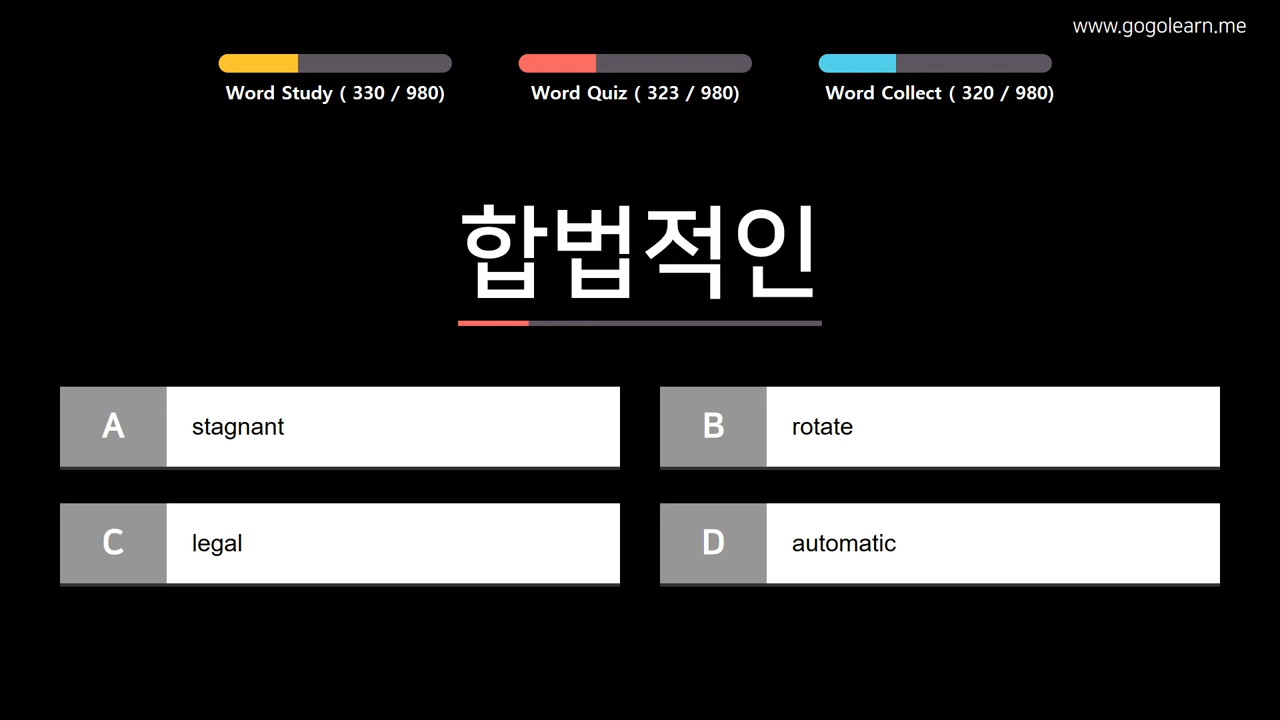 www.gogolearn.me
Word Study ( 330 / 980)
Word Quiz ( 323 / 980)
Word Collect ( 320 / 980)
합법적인
A stagnant
B rotate
C legal
D automatic